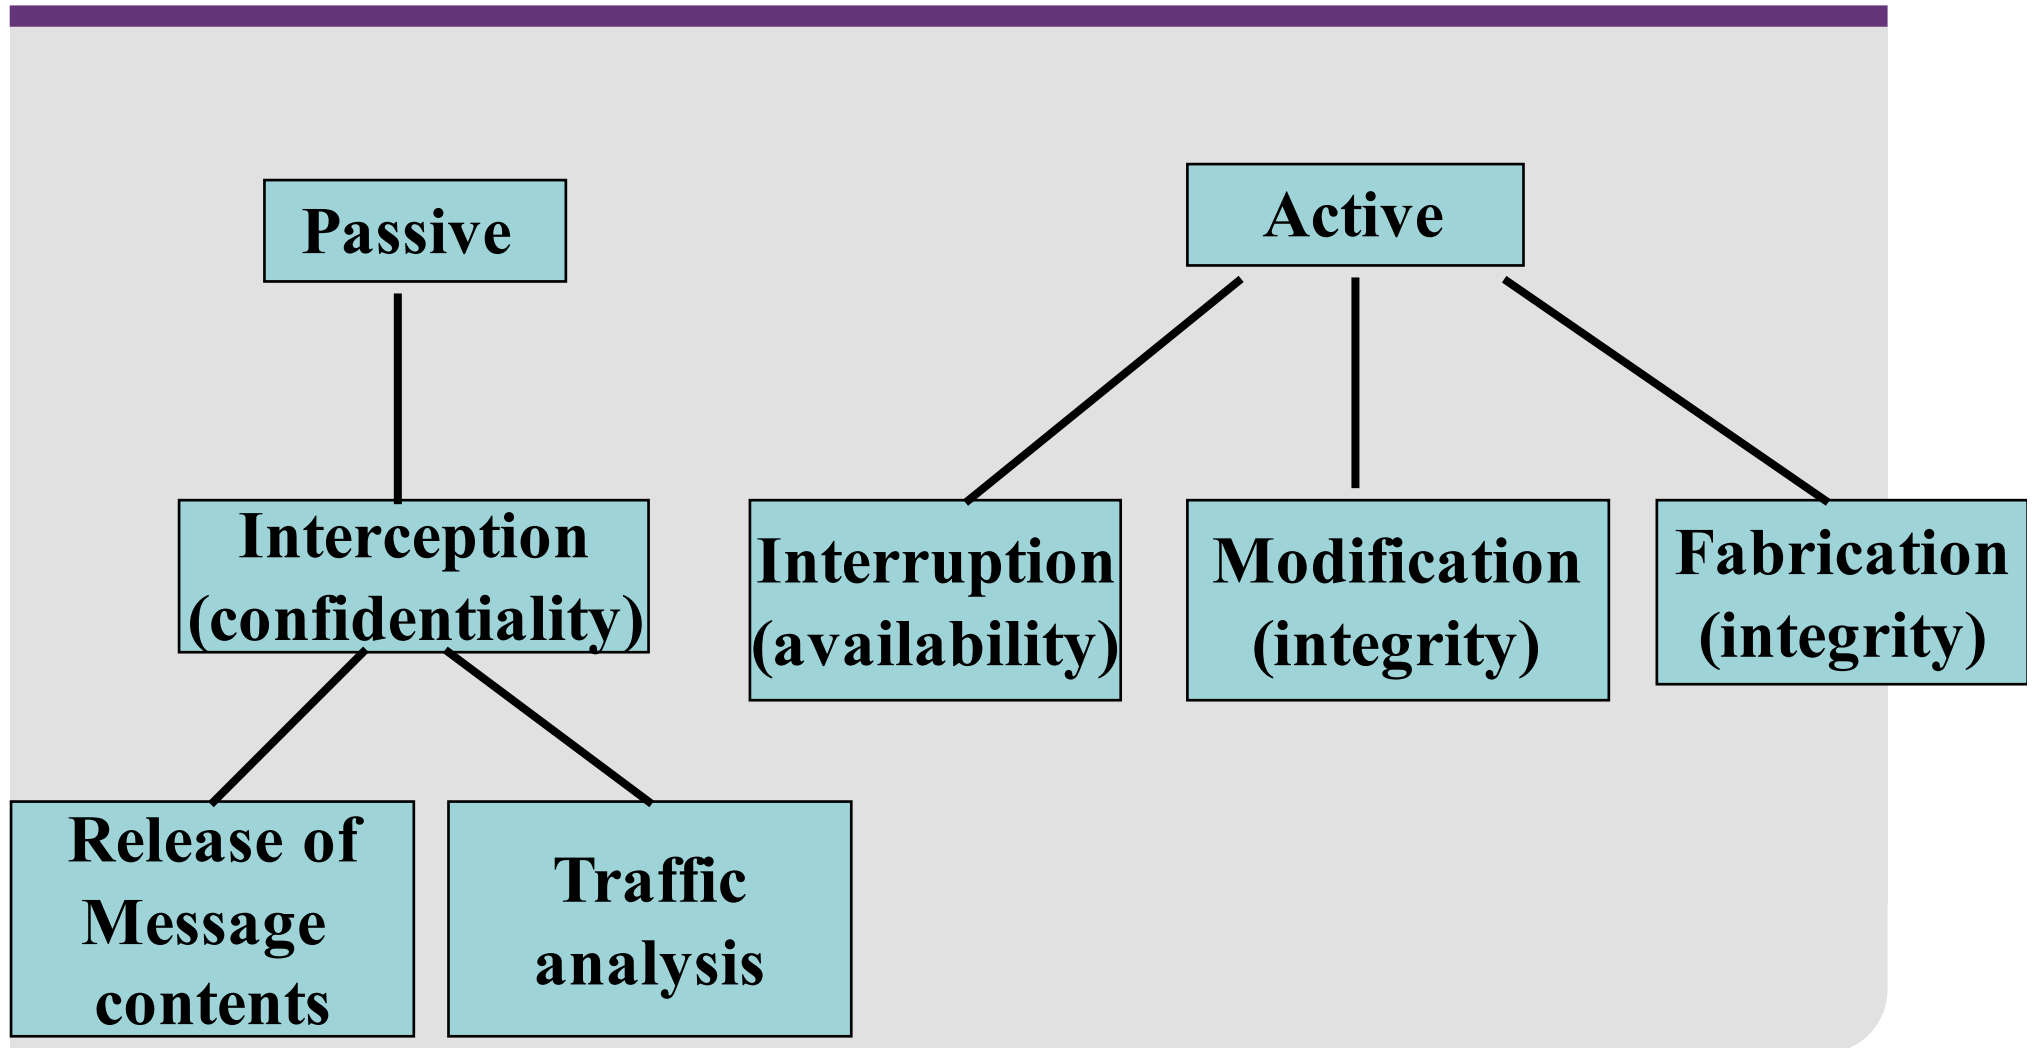 Passive
Active
Interception
(confidentiality)
Interruption
(availability)
Modification
(integrity)
Fabrication
(integrity)
Release of
Message
contents
Traffic
analysis